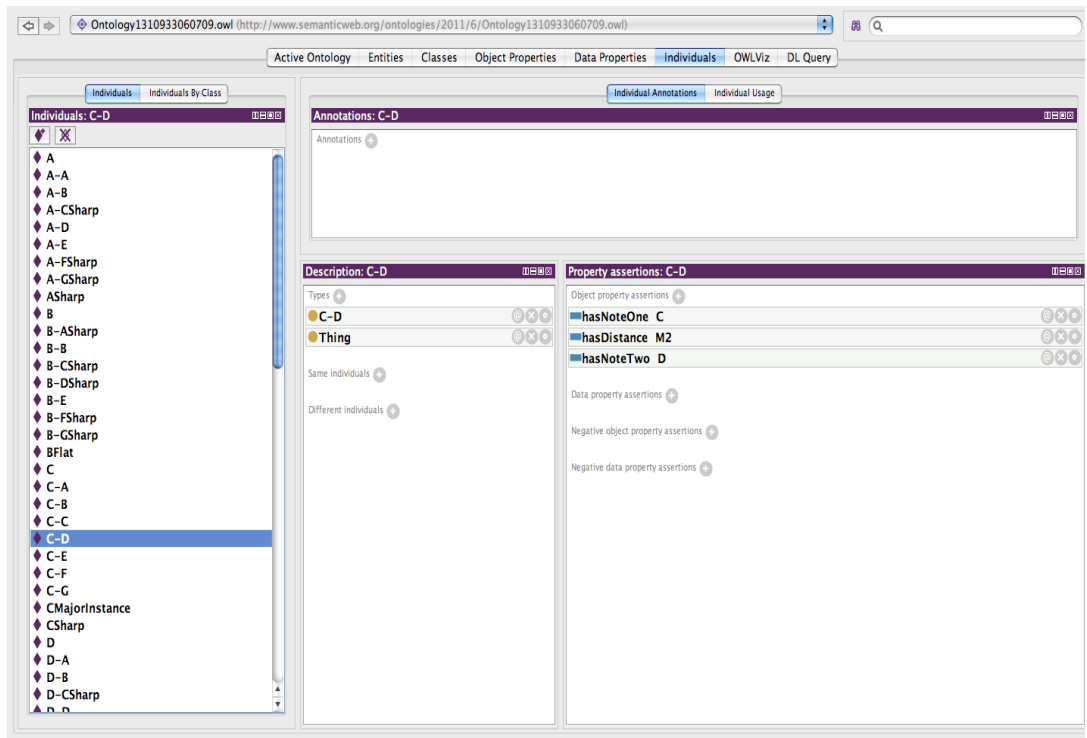 Ontology1310933060709.owl (http://www.semanticweb.org/ontologies/2011/6/Ontology1310933060709.owl)
Active Ontology Entities Classes Object Properties Data Properties Individuals OWLViz DL Query
Individuals Individuals By Class
Individuals: C-D
A
A-A
A-B
A-CSharp
A-D
A-E
A-FSharp
A-GSharp
ASharp
B
B-ASharp
B-B
B-CSharp
B-DSharp
B-E
B-FSharp
B-GSharp
BFlat
C
C-A
C-B
C-C
C-D
C-E
C-F
C-G
CMajorInstance
CSharp
D
D-A
D-B
D-CSharp
D-D
Individual Annotations Individual Usage
Annotations: C-D
Annotations
Description: C-D
Types
C-D
Thing
Same individuals
Different individuals
Property assertions: C-D
Object property assertions
hasNoteOne C
hasDistance M2
hasNoteTwo D
Data property assertions
Negative object property assertions
Negative data property assertions